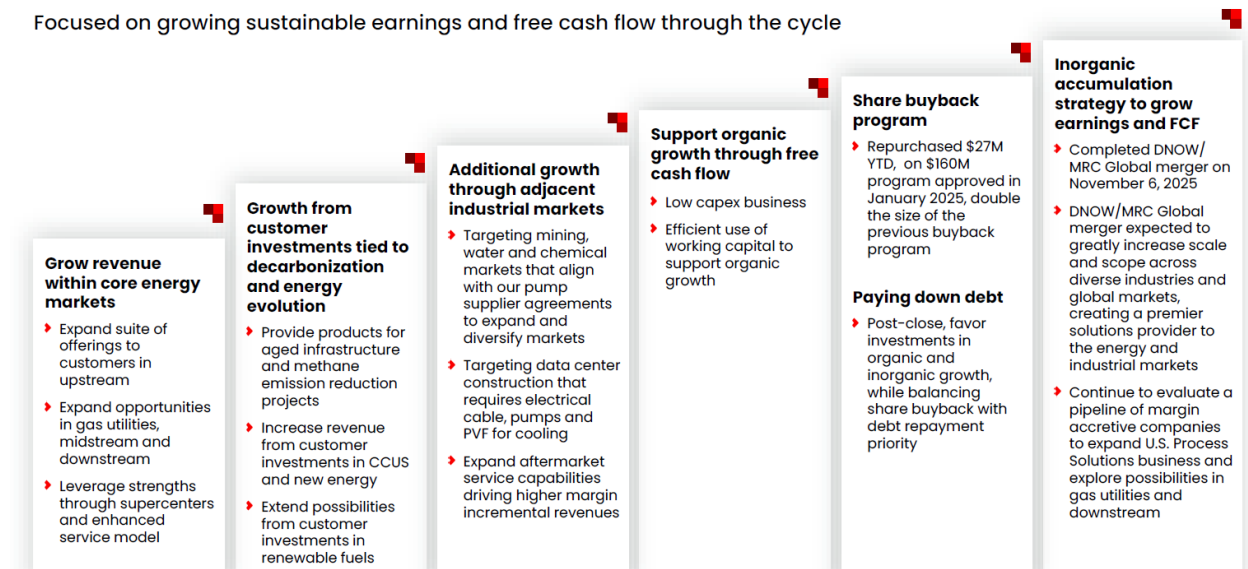 Focused on growing sustainable earnings and free cash flow through the cycle
Grow revenue
within core energy
markets
Expand suite of
offerings to
customers in
upstream
Expand opportunities
in gas utilities,
midstream and
downstream
Leverage strengths
through supercenters
and enhanced
service model
Growth from
customer
investments tied to
decarbonization
and energy
evolution
Provide products for
aged infrastructure
and methane
emission reduction
projects
Increase revenue
from customer
investments in CCUS
and new energy
Extend possibilities
from customer
investments in
renewable fuels
Additional growth
through adjacent
industrial markets
Targeting mining,
water and chemical
markets that align
with our pump
supplier agreements
to expand and
diversify markets
Targeting data center
construction that
requires electrical
cable, pumps and
PVF for cooling
Expand aftermarket
service capabilities
driving higher margin
incremental revenues
Support organic
growth through free
cash flow
Low capex business
Efficient use of
working capital to
support organic
growth
Share buyback
program
Repurchased $27M
YTD, on $160M
program approved in
January 2025, double
the size of the
previous buyback
program
Paying down debt
Post-close, favor
investments in
organic and
inorganic growth,
while balancing
share buyback with
debt repayment
priority
Inorganic
accumulation
strategy to grow
earnings and FCF
Completed DNOW/
MRC Global merger on
November 6, 2025
DNOW/MRC Global
merger expected to
greatly increase scale
and scope across
diverse industries and
global markets,
creating a premier
solutions provider to
the energy and
industrial markets
Continue to evaluate a
pipeline of margin
accretive companies
to expand U.S. Process
Solutions business and
explore possibilities in
gas utilities and
downstream